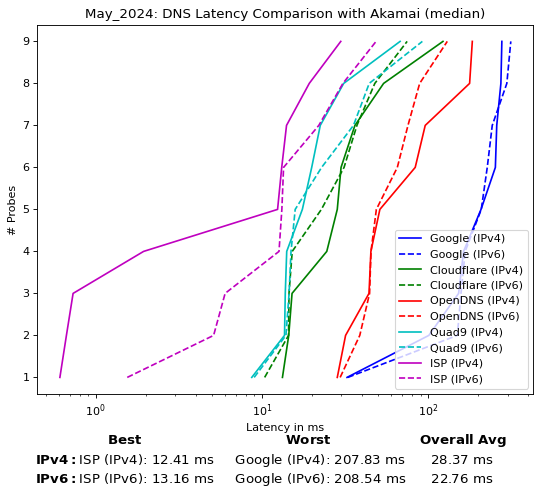 May_2024: DNS Latency Comparison with Akamai (median)
9
8
7
6
5
4
3
2
1
# Probes
Google (IPv4)
Google (IPv6)
Cloudflare (IPv4)
Cloudflare (IPv6)
OpenDNS (IPv4)
OpenDNS (IPv6)
Quad9 (IPv4)
Quad9 (IPv6)
ISP (IPv4)
ISP (IPv6)
10⁰ 10¹ 10²
Latency in ms
Best Worst Overall Avg
IPv4: ISP (IPv4): 12.41 ms Google (IPv4): 207.83 ms 28.37 ms
IPv6: ISP (IPv6): 13.16 ms Google (IPv6): 208.54 ms 22.76 ms